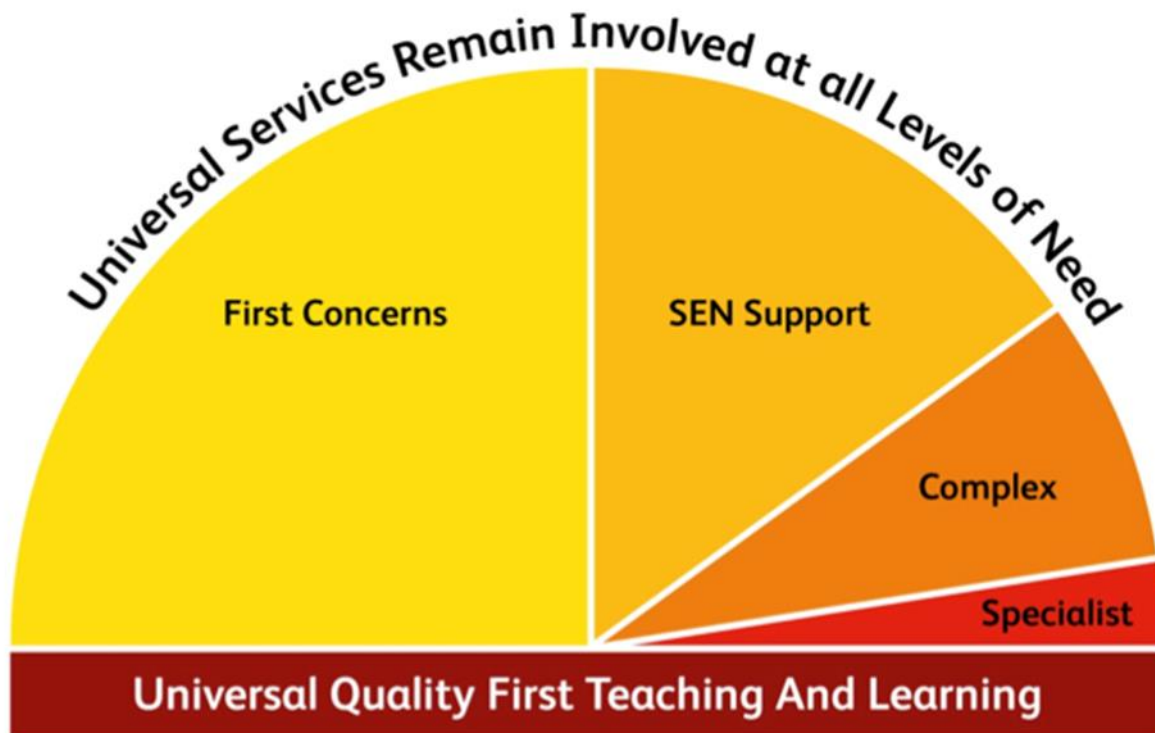 Universal Services Remain Involved at all Levels of Need
First Concerns
SEN Support
Complex
Specialist
Universal Quality First Teaching And Learning